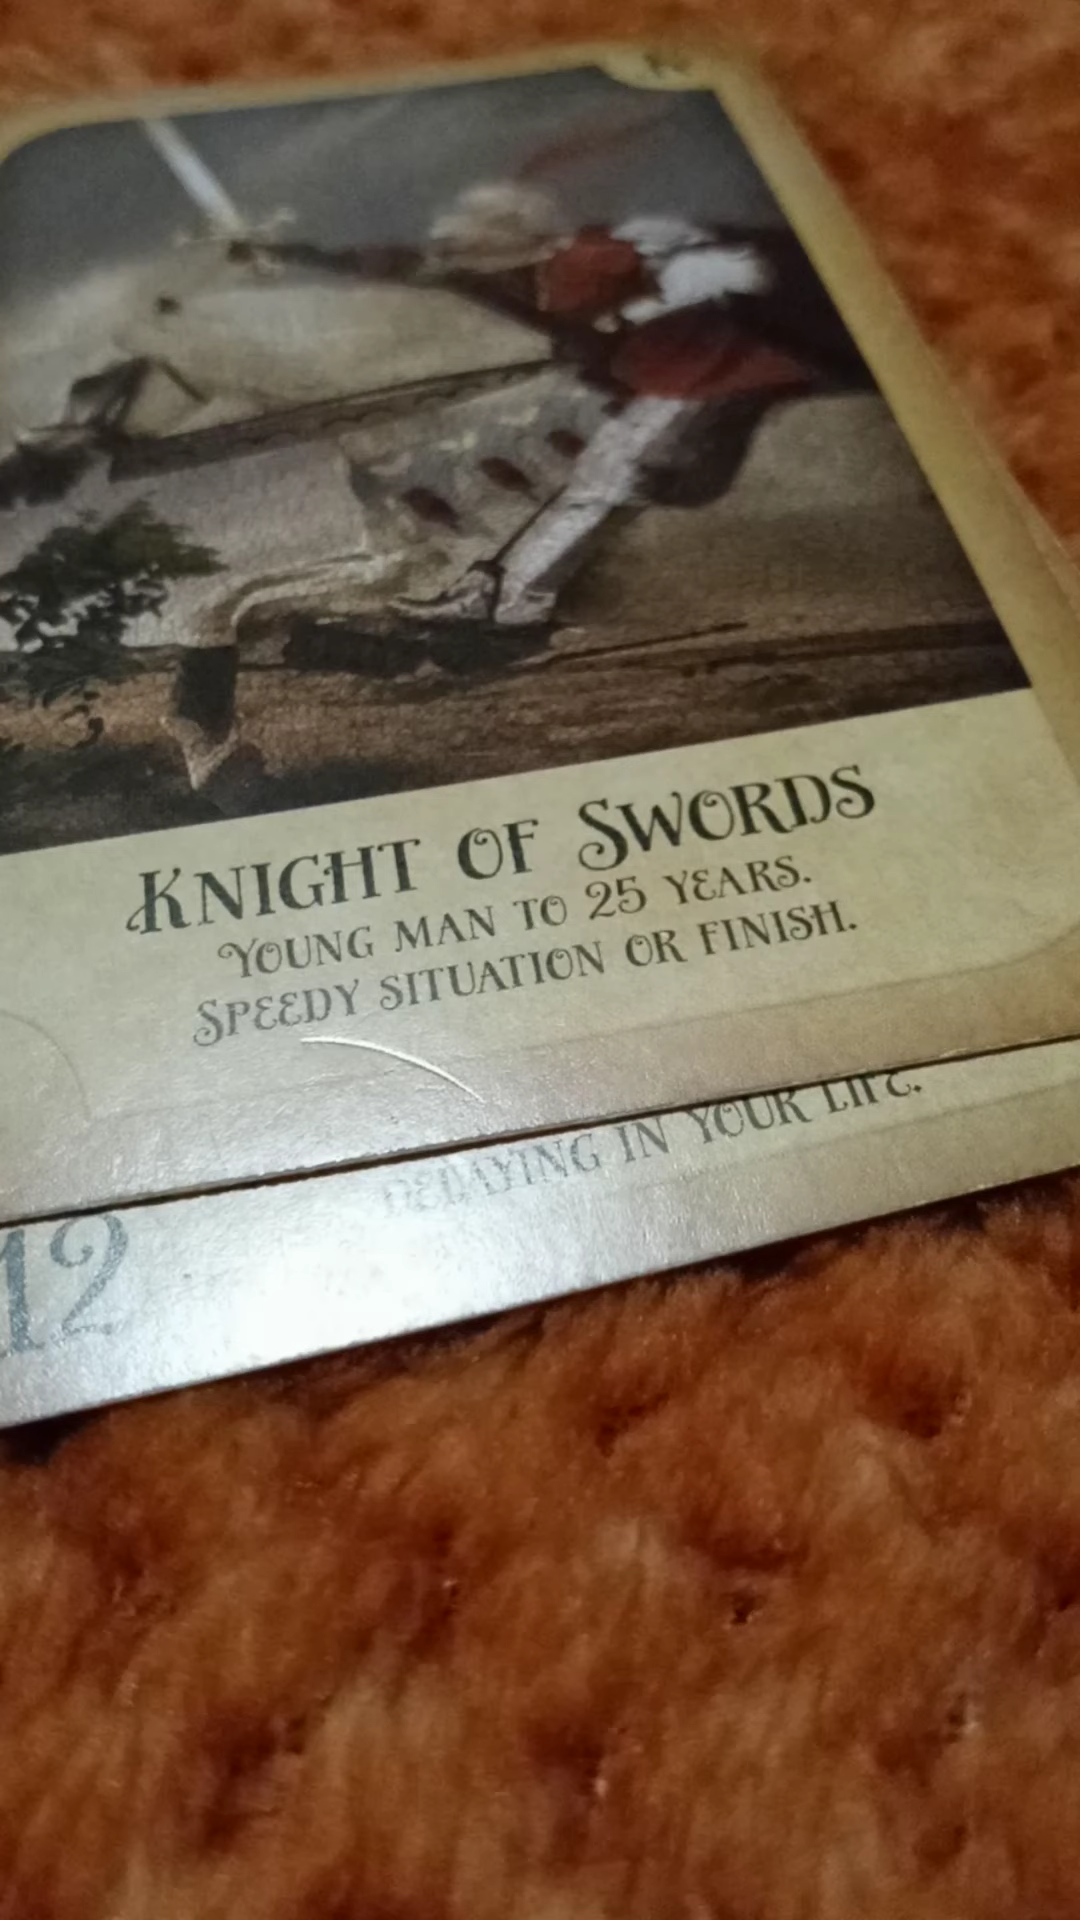 Knight of Swords
Young man to 25 years.
Speedy situation or finish.
delaying in your life.
12